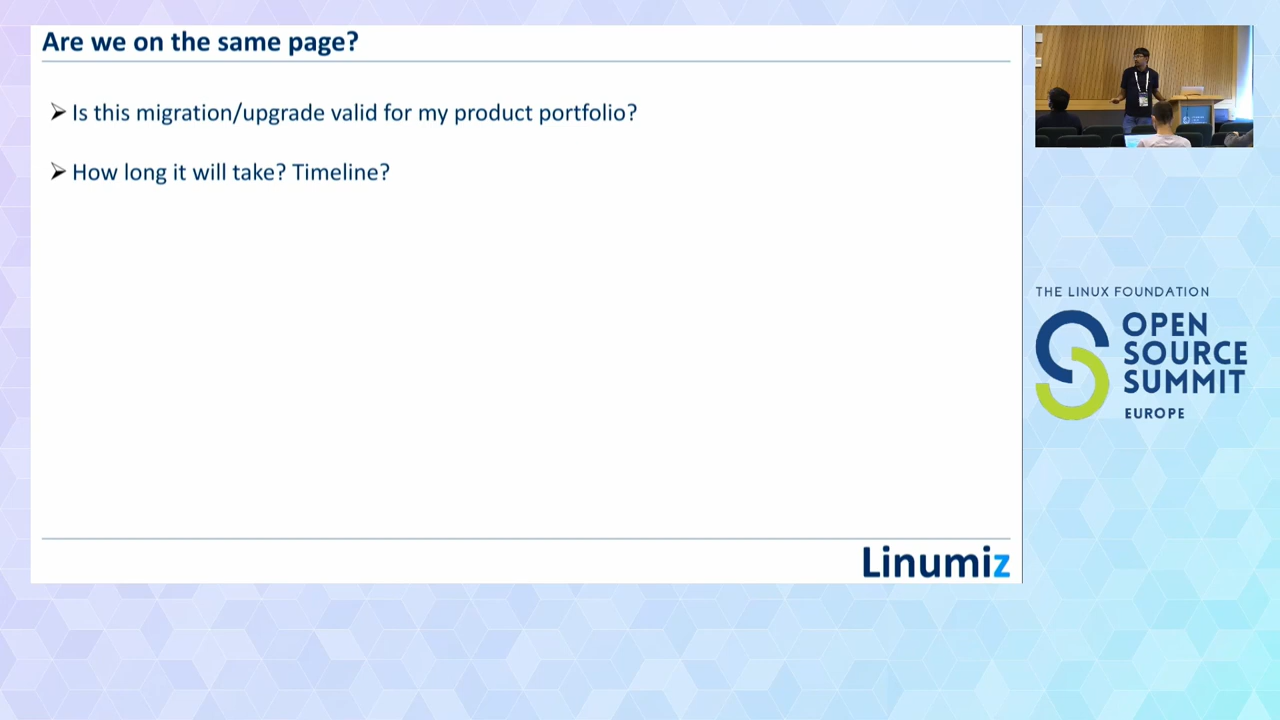 Are we on the same page?
Is this migration/upgrade valid for my product portfolio?
How long it will take? Timeline?
Linumiz
THE LINUX FOUNDATION
OPEN
SOURCE
SUMMIT
EUROPE